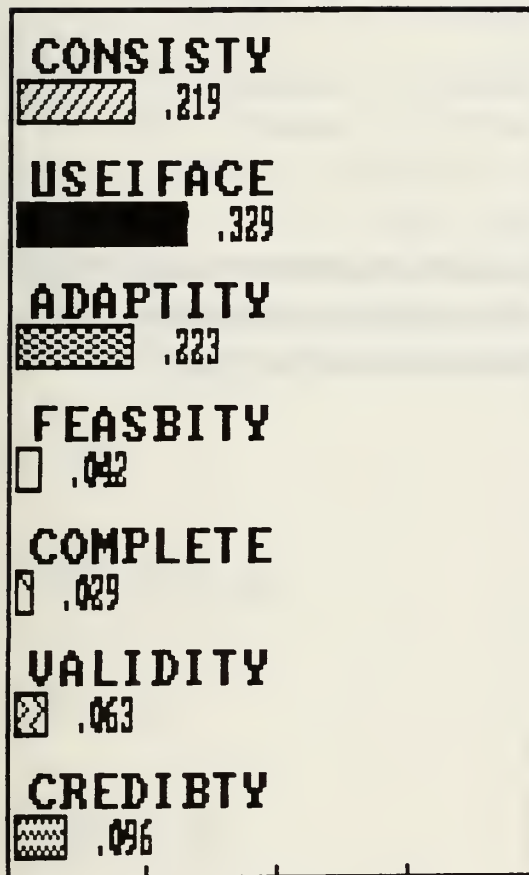 CONSISTY
.219
USEIFACE
.329
ADAPTITY
.223
FEASBITY
.042
COMPLETE
.029
VALIDITY
.063
CREDIBTY
.096